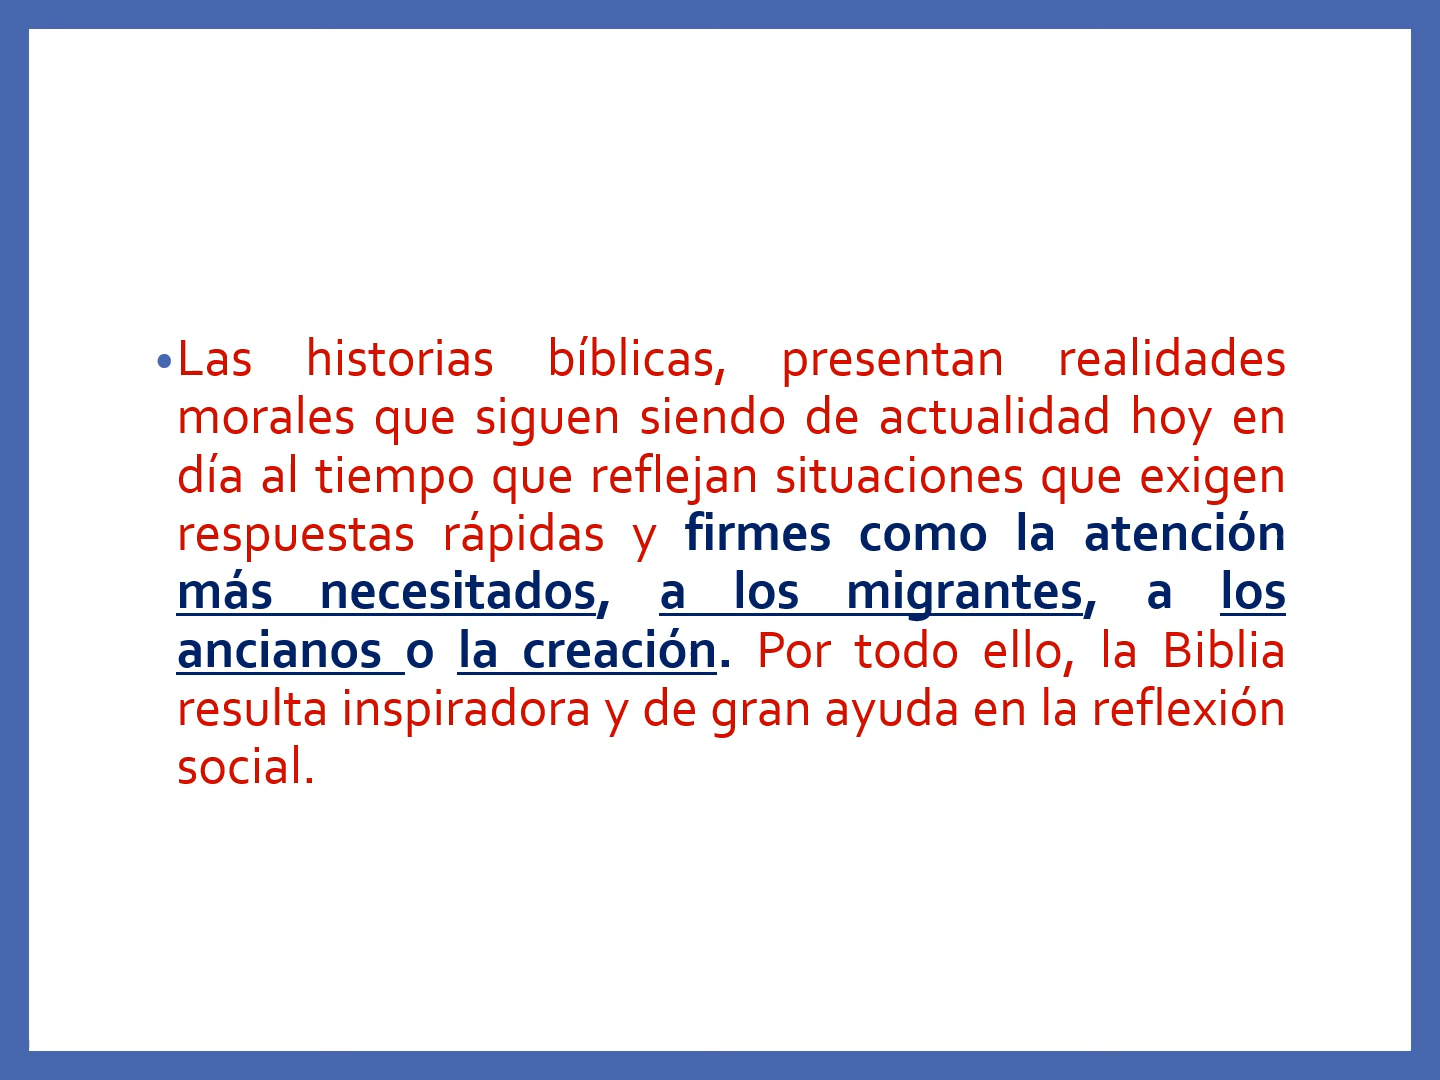 •Las historias bíblicas, presentan realidades
morales que siguen siendo de actualidad hoy en
día al tiempo que reflejan situaciones que exigen
respuestas rápidas y firmes como la atención
más necesitados, a los migrantes, a los
ancianos o la creación. Por todo ello, la Biblia
resulta inspiradora y de gran ayuda en la reflexión
social.